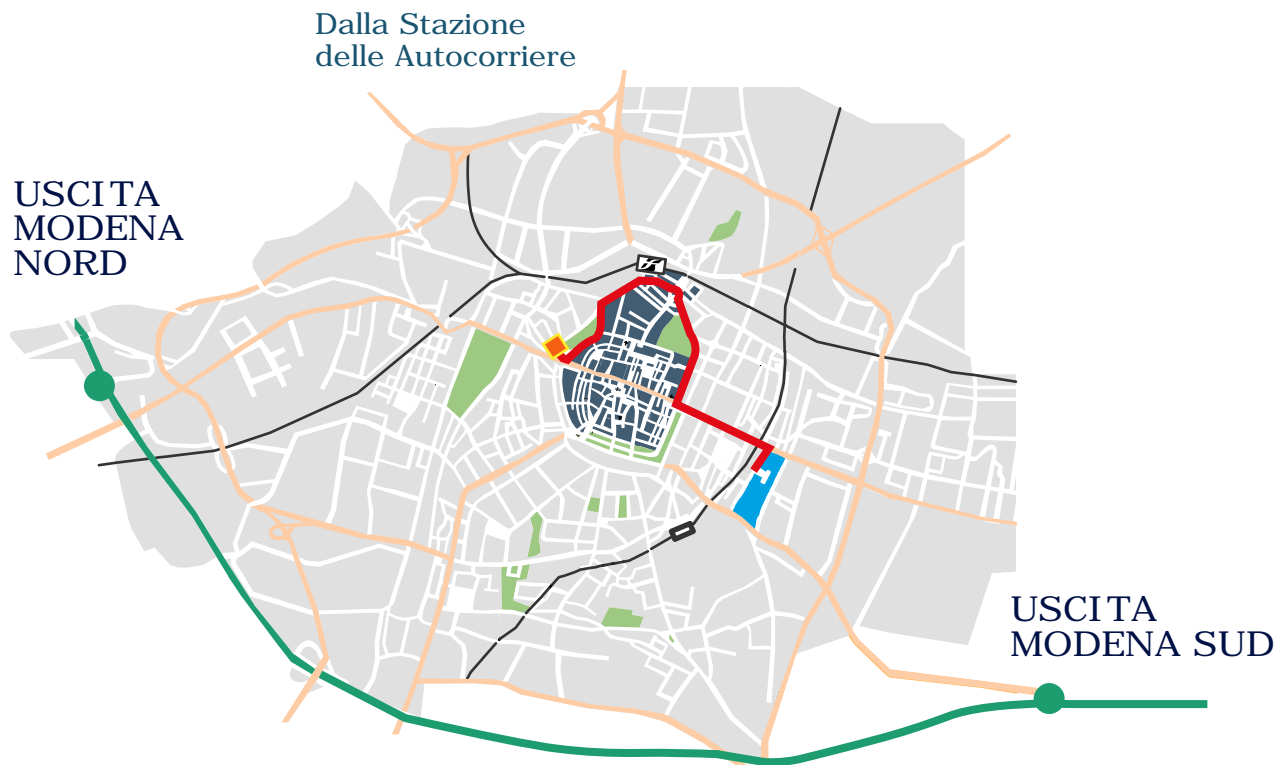 Dalla Stazione
delle Autocorriere
USCITA
MODENA
NORD
USCITA
MODENA SUD